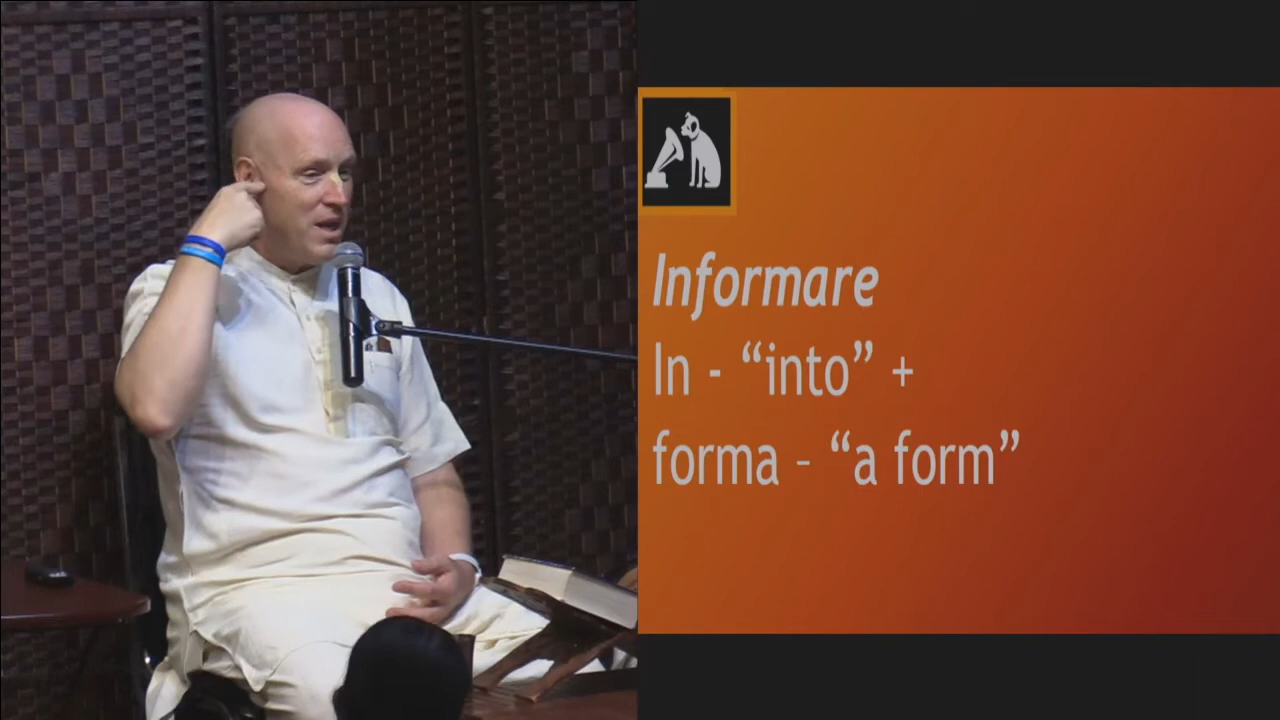 Informare
In - “into” +
forma - “a form”